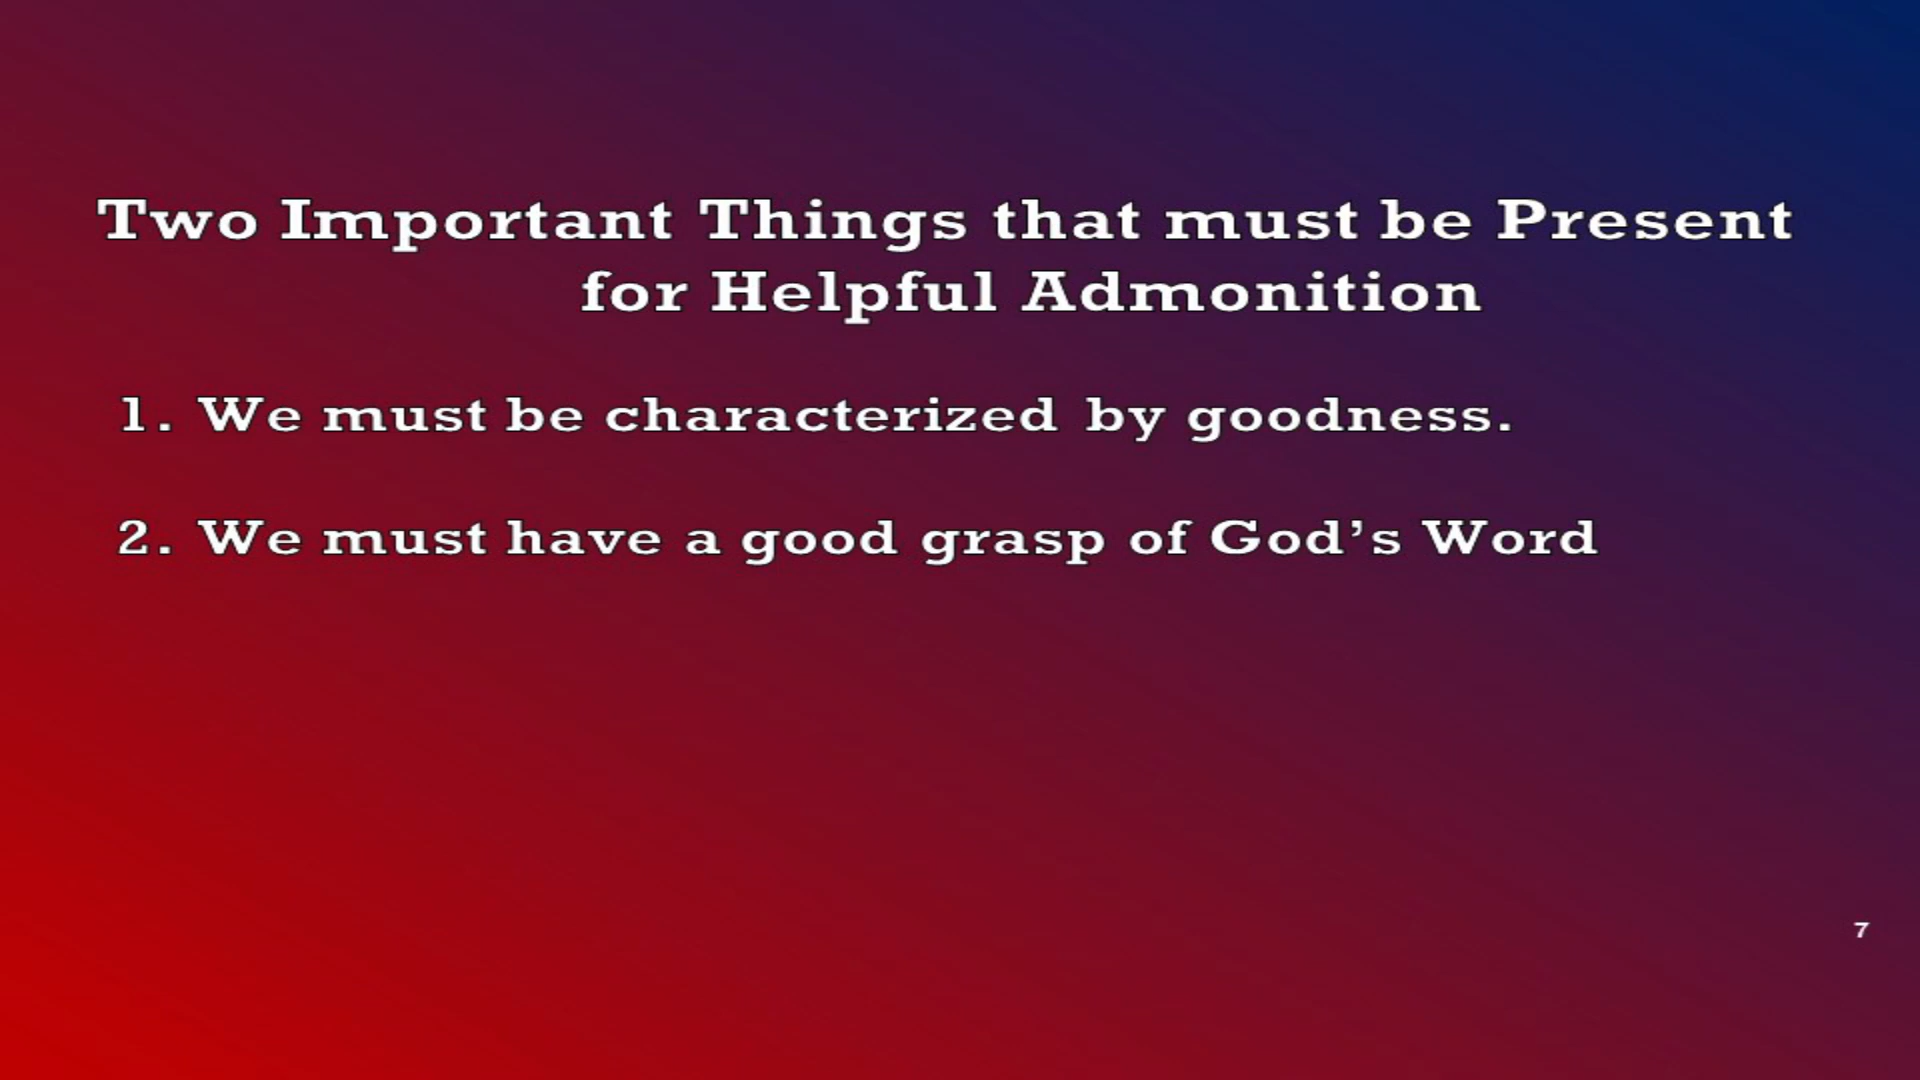 Two Important Things that must be Present
for Helpful Admonition
1. We must be characterized by goodness.
2. We must have a good grasp of God’s Word
7